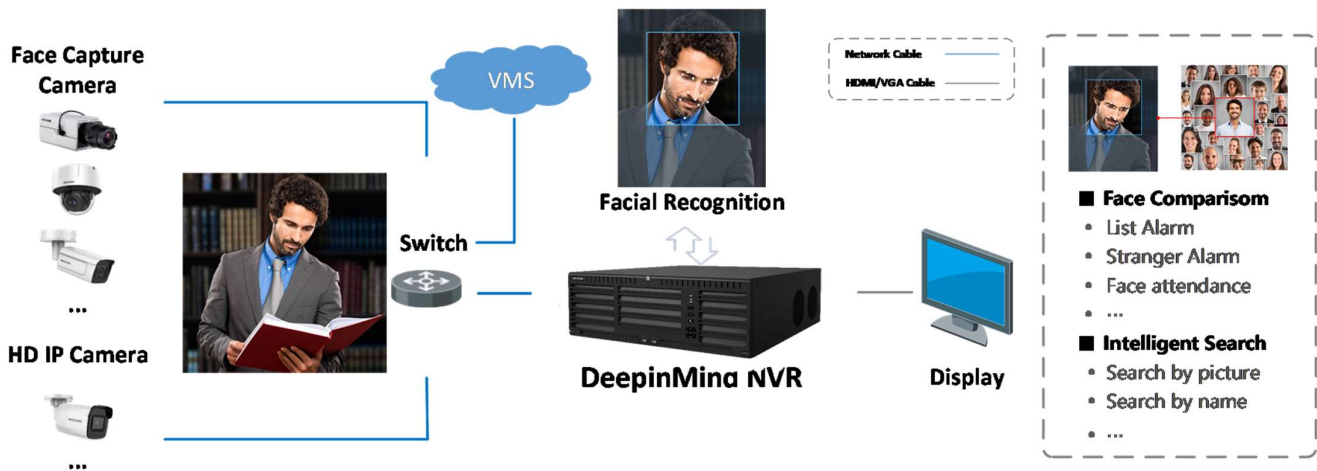 Face Capture
Camera
...
HD IP Camera
...
VMS
Switch
Facial Recognition
DeepinMind NVR
Display
Network Cable
HDMI/VGA Cable
■ Face Comparisom
• List Alarm
• Stranger Alarm
• Face attendance
• ...
■ Intelligent Search
• Search by picture
• Search by name
• ...